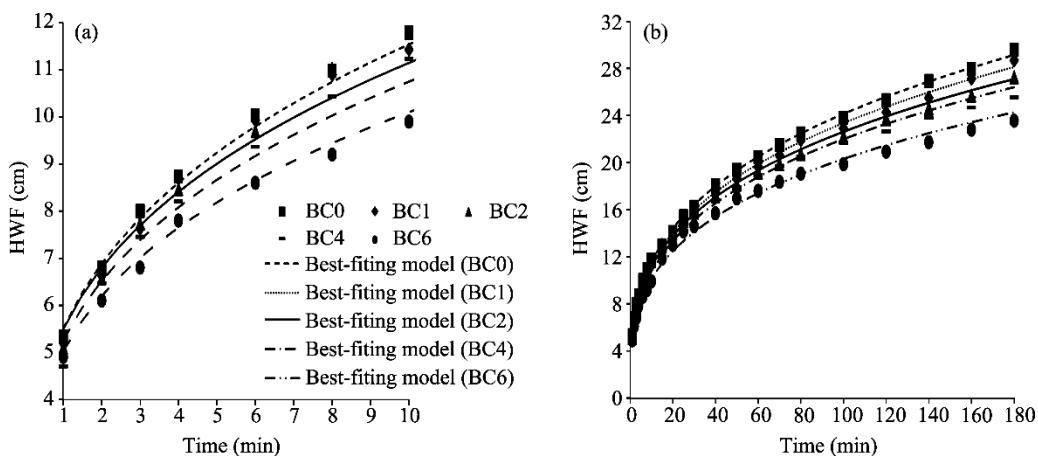 (a)
12
11
10
9
8
7
6
5
4
HWF (cm)
1 2 3 4 5 6 7 8 9 10
Time (min)
BC0 BC1 BC2
BC4 BC6
Best-fiting model (BC0)
Best-fiting model (BC1)
Best-fiting model (BC2)
Best-fiting model (BC4)
Best-fiting model (BC6)
(b)
32
28
24
20
16
12
8
4
0
HWF (cm)
0 20 40 60 80 100 120 140 160 180
Time (min)